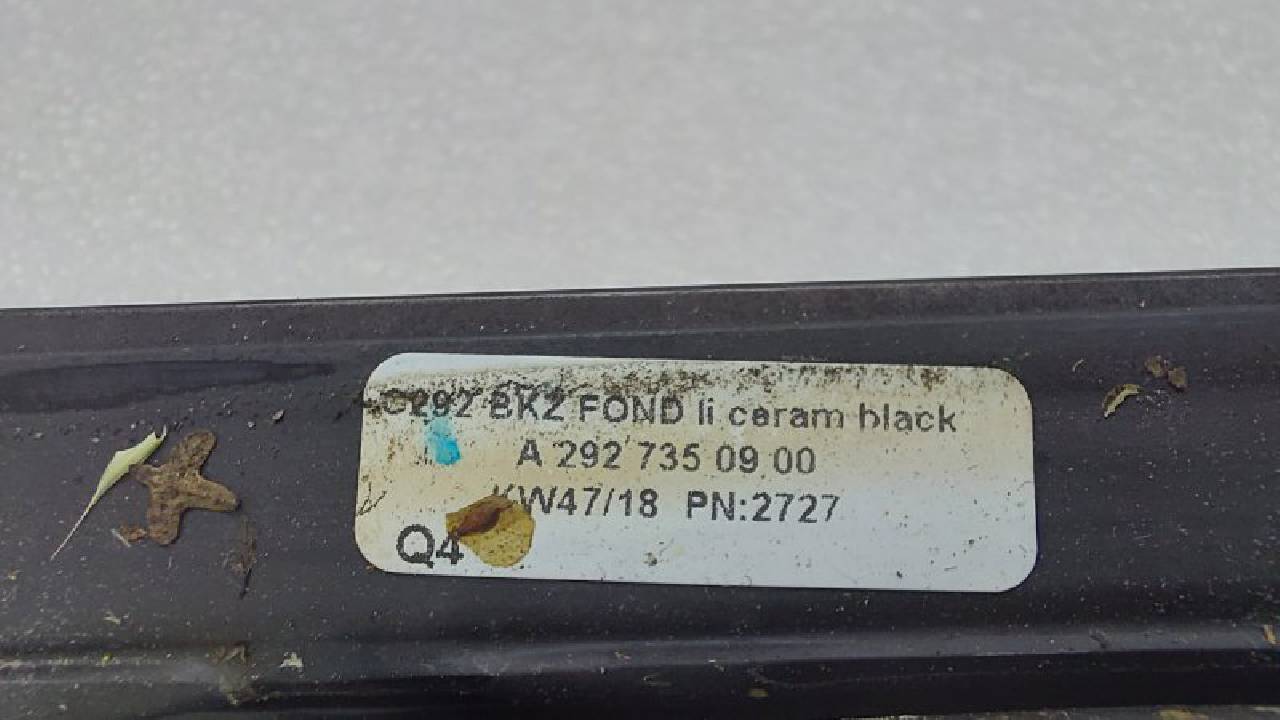 C292 BKZ FOND li ceram black
A 292 735 09 00
KW47/18 PN:2727
Q4